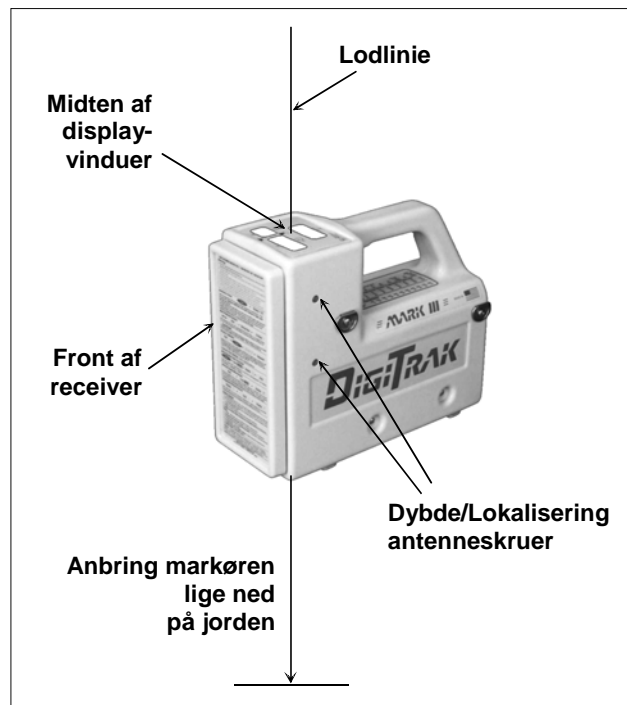 Lodlinie
Midten af
display-
vinduer
MARK III
DIGITRAK
Front af
receiver
Dybde/Lokalisering
antenneskruer
Anbring markøren
lige ned
på jorden